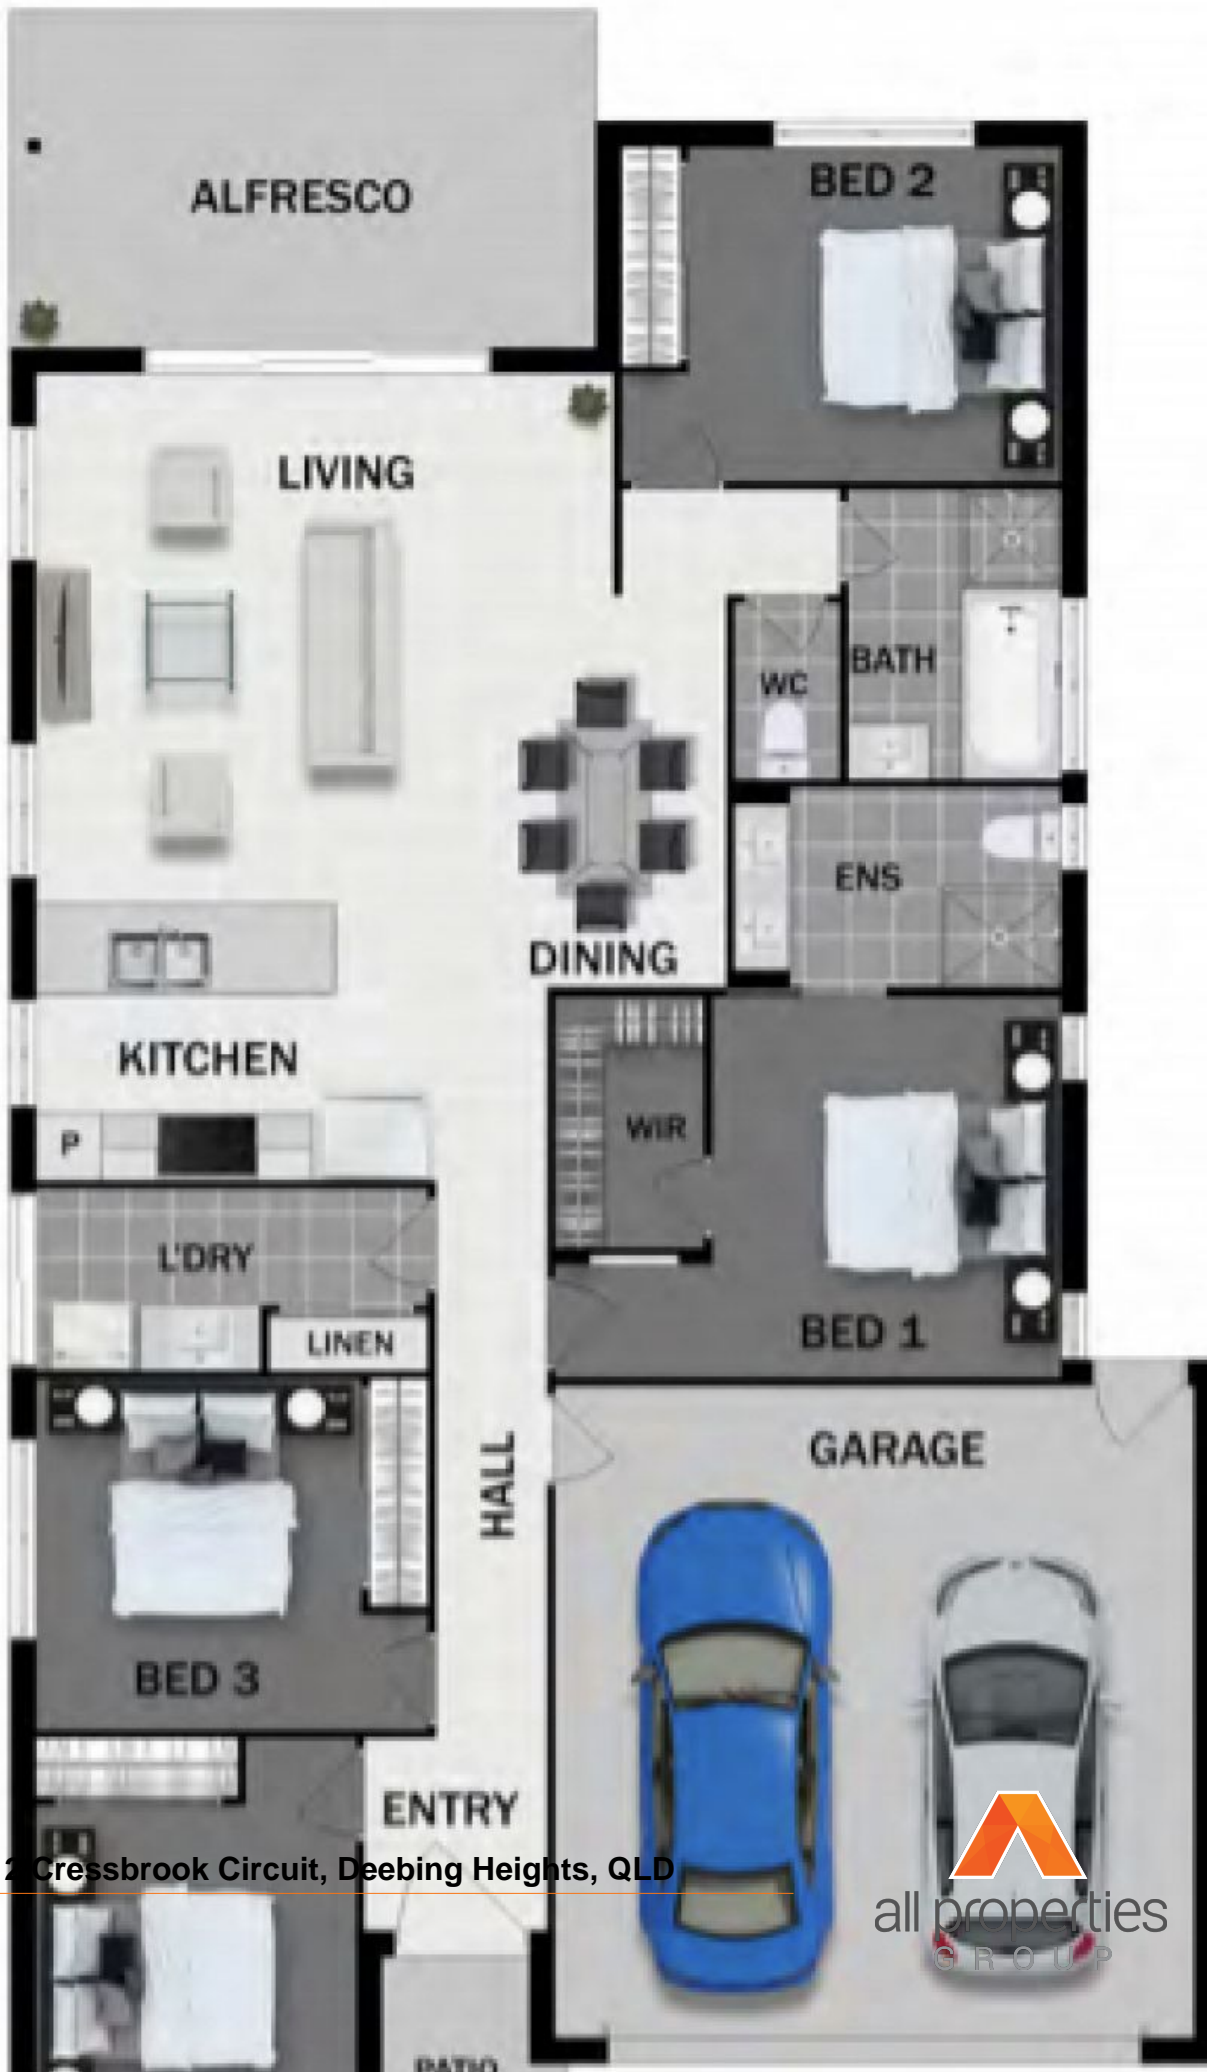 ALFRESCO
BED 2
LIVING
WC
BATH
ENS
DINING
KITCHEN
P
WIR
L'DRY
LINEN
BED 1
HALL
GARAGE
BED 3
ENTRY
2 Cressbrook Circuit, Deebing Heights, QLD
all properties
GROUP
PATIO